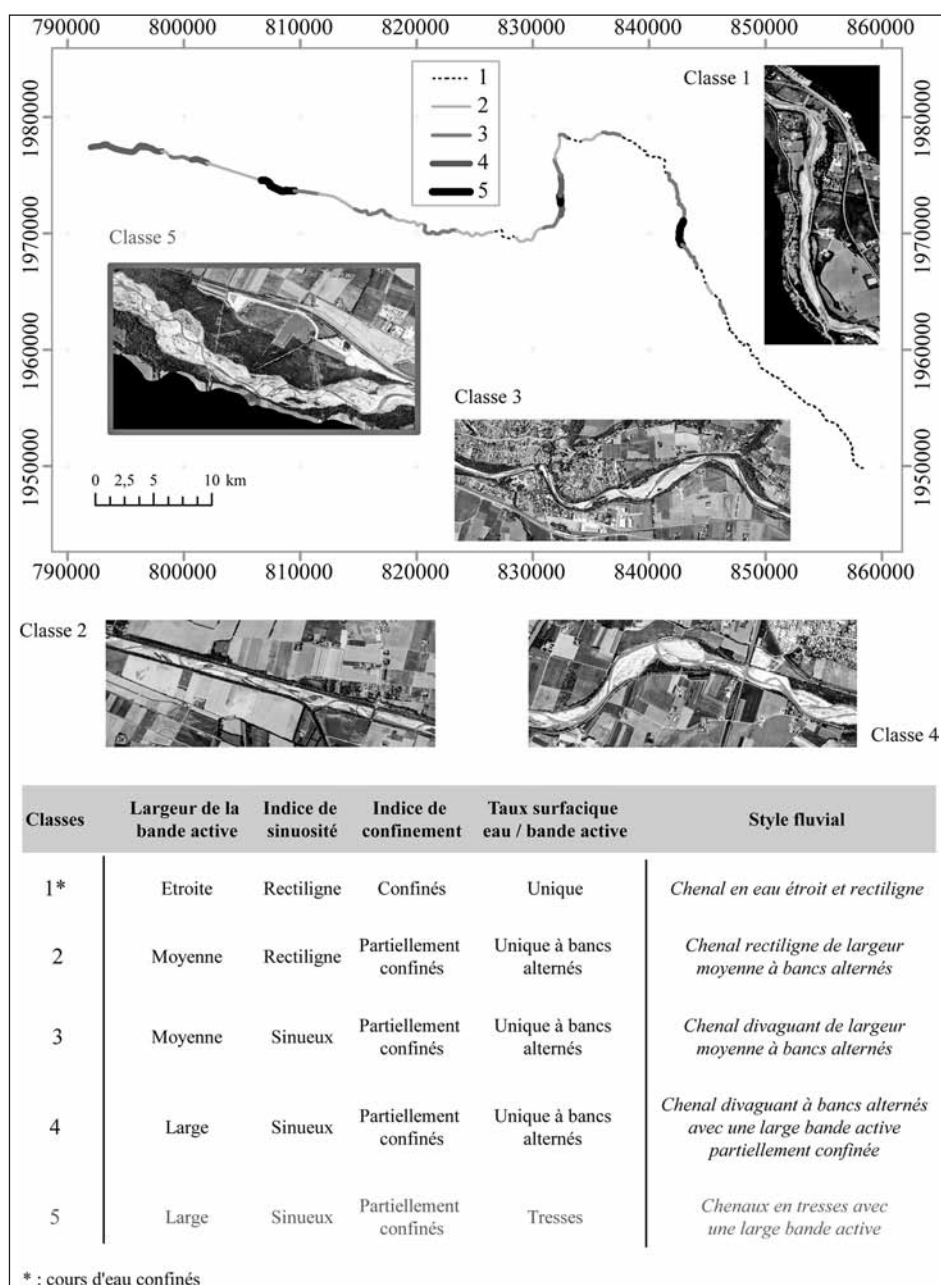 790000 800000 810000 820000 830000 840000 850000 860000
1980000
1970000
1960000
1950000
1
2
3
4
5
Classe 1
1980000
1970000
1960000
1950000
Classe 5
Classe 3
0 2,5 5 10 km
790000 800000 810000 820000 830000 840000 850000 860000
Classe 2
Classe 4
Classes
Largeur de la
bande active
Indice de
sinuosité
Indice de
confinement
Taux surfacique
eau / bande active
Style fluvial
1*
Etroite
Rectiligne
Confinés
Unique
Chenal en eau étroit et rectiligne
2
Moyenne
Rectiligne
Partiellement
confinés
Unique à bancs
alternés
Chenal rectiligne de largeur
moyenne à bancs alternés
3
Moyenne
Sinueux
Partiellement
confinés
Unique à bancs
alternés
Chenal divaguant de largeur
moyenne à bancs alternés
4
Large
Sinueux
Partiellement
confinés
Unique à bancs
alternés
Chenal divaguant à bancs alternés
avec une large bande active
partiellement confinée
5
Large
Sinueux
Partiellement
confinés
Tresses
Chenaux en tresses avec
une large bande active
* : cours d'eau confinés